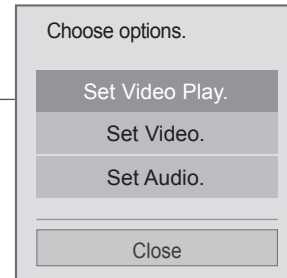 Choose options.
Set Video Play.
Set Video.
Set Audio.
Close